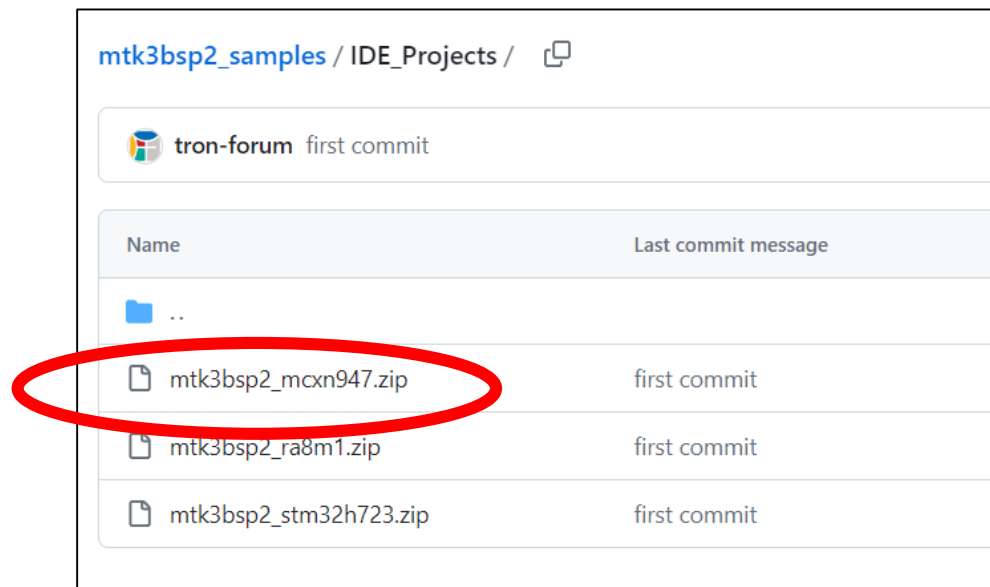 mtk3bsp2_samples / IDE_Projects /
tron-forum first commit
Name Last commit message
..
mtk3bsp2_mcxn947.zip first commit
mtk3bsp2_ra8m1.zip first commit
mtk3bsp2_stm32h723.zip first commit